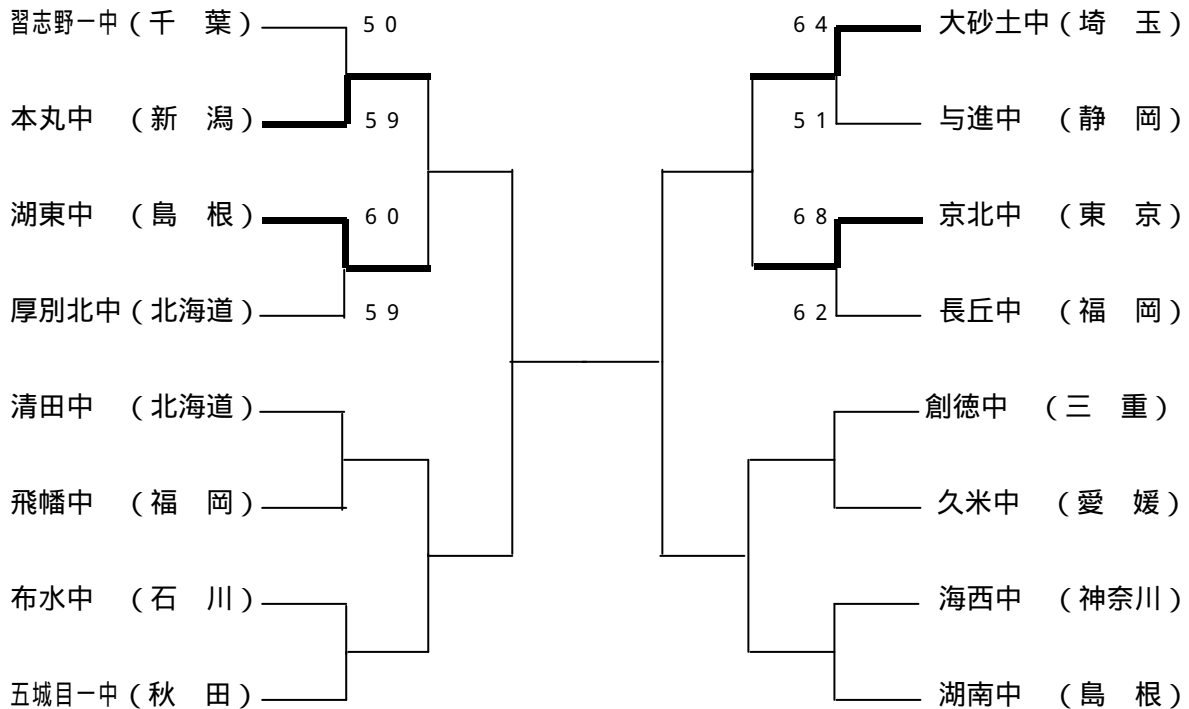 習志野一中(千　葉) 50 64 大砂土中(埼　玉)
本丸中　(新　潟) 59 51 与進中　(静　岡)
湖東中　(島　根) 60 68 京北中　(東　京)
厚別北中(北海道) 59 62 長丘中　(福　岡)
清田中　(北海道) 創徳中　(三　重)
飛幡中　(福　岡) 久米中　(愛　媛)
布水中　(石　川) 海西中　(神奈川)
五城目一中(秋　田) 湖南中　(島　根)